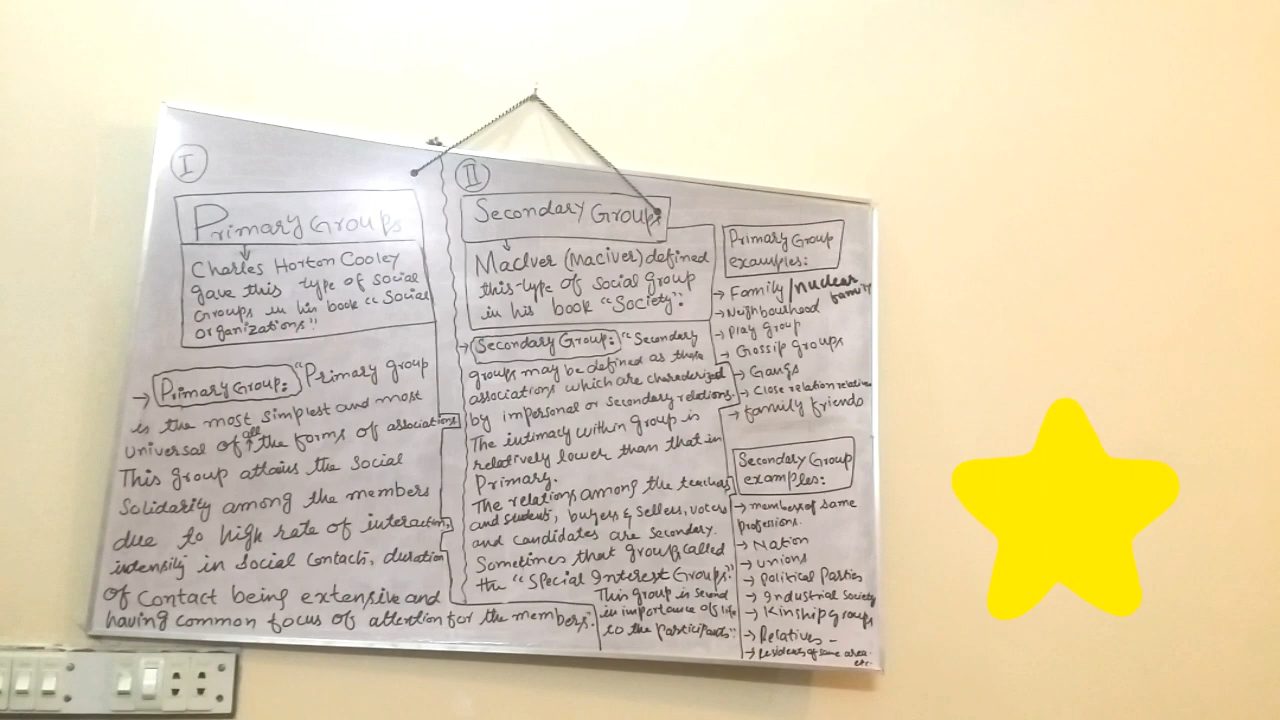 I
Primary Groups
Charles Horton Cooley
gave this type of social
Groups in his book "Social
Organizations"
→ Primary Group: "Primary group
is the most simplest and most
universal of all the forms of associations
This group attains the Social
Solidarity among the members
due to high rate of interaction,
intensity in Social Contacts, duration
of Contact being extensive and
having common focus of attention for the members."
II
Secondary Groups
MacIver (Maciver) defined
this type of Social Group
in his book "Society":
→ Secondary Group: "Secondary
groups may be defined as those
associations which are characterized
by impersonal or secondary relations.
The intimacy within Group is
relatively lower than that in
Primary.
The relations among the teachers
and students, buyers & sellers, voters
and candidates are Secondary.
Sometimes that group called
the "Special Interest Groups"."
This group is second
in importance of life
to the participants"
Primary Group
examples:
→ Family/nuclear family
→ Neighbourhood
→ Play group
→ Gossip groups
→ Gangs
→ Close relation relative
→ family friends
Secondary Group
examples:
→ members of same
professions.
→ Nation
→ Unions
→ Political Parties
→ Industrial Society
→ Kinship groups
→ Relatives -
→ residents of same area.
etc.